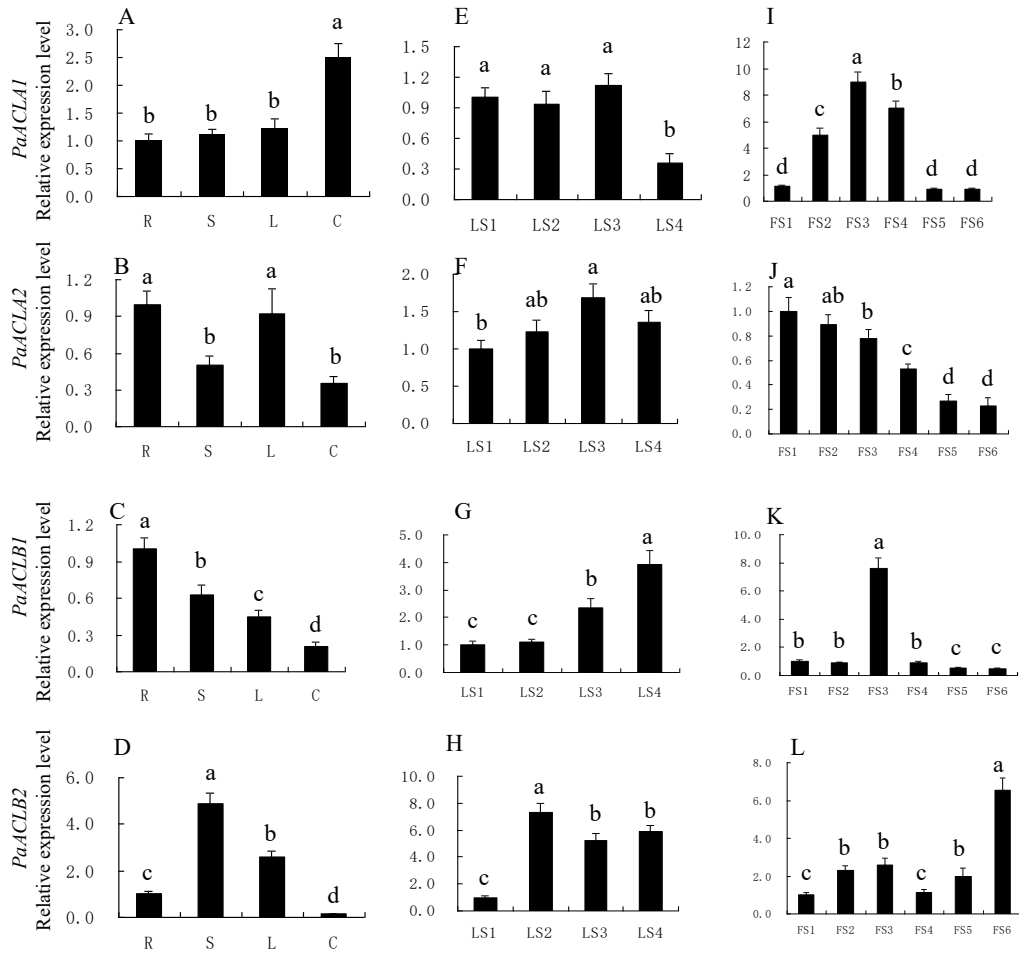 A
PaACLA1
Relative expression level
3.0
2.5
2.0
1.5
1.0
0.5
0.0
b
b
b
a
R S L C
E
1.5
1.2
0.9
0.6
0.3
0.0
a
a
a
b
LS1 LS2 LS3 LS4
I
12
10
8
6
4
2
0
d
c
a
b
d
d
FS1 FS2 FS3 FS4 FS5 FS6
B
PaACLA2
Relative expression level
1.2
0.9
0.6
0.3
0.0
a
b
a
b
R S L C
F
2.0
1.5
1.0
0.5
0.0
b
ab
a
ab
LS1 LS2 LS3 LS4
J
1.2
1.0
0.8
0.6
0.4
0.2
0.0
a
ab
b
c
d
d
FS1 FS2 FS3 FS4 FS5 FS6
C
PaACLB1
Relative expression level
1.2
0.9
0.6
0.3
0.0
a
b
c
d
R S L C
G
5.0
4.0
3.0
2.0
1.0
0.0
c
c
b
a
LS1 LS2 LS3 LS4
K
10.0
8.0
6.0
4.0
2.0
0.0
b
b
a
b
c
c
FS1 FS2 FS3 FS4 FS5 FS6
D
PaACLB2
Relative expression level
6.0
4.0
2.0
0.0
c
a
b
d
R S L C
H
10.0
8.0
6.0
4.0
2.0
0.0
c
a
b
b
LS1 LS2 LS3 LS4
L
8.0
6.0
4.0
2.0
0.0
c
b
b
c
b
a
FS1 FS2 FS3 FS4 FS5 FS6